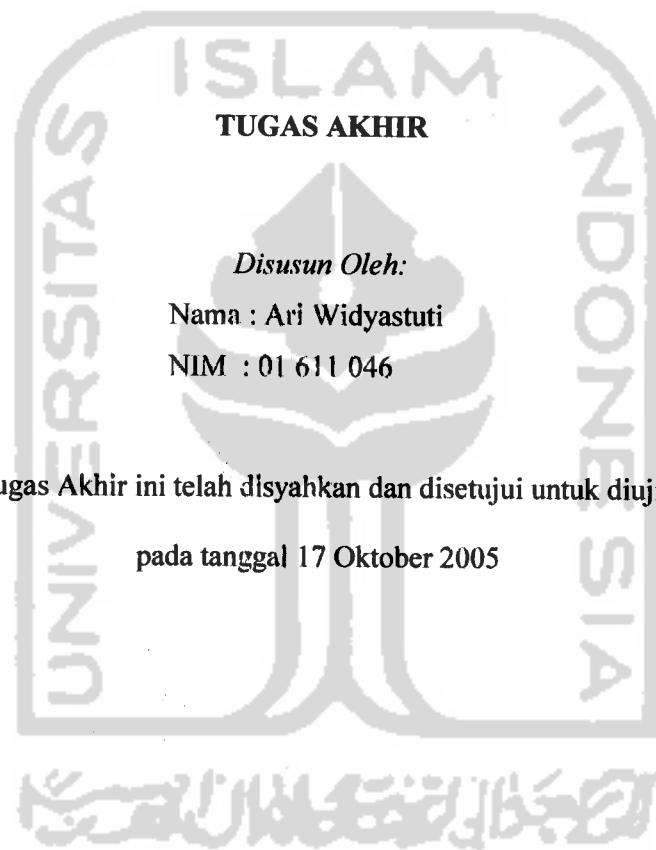 UNIVERSITAS ISLAM INDONESIA
TUGAS AKHIR
Disusun Oleh:
Nama : Ari Widyastuti
NIM : 01 611 046
ugas Akhir ini telah disyahkan dan disetujui untuk diuj
pada tanggal 17 Oktober 2005